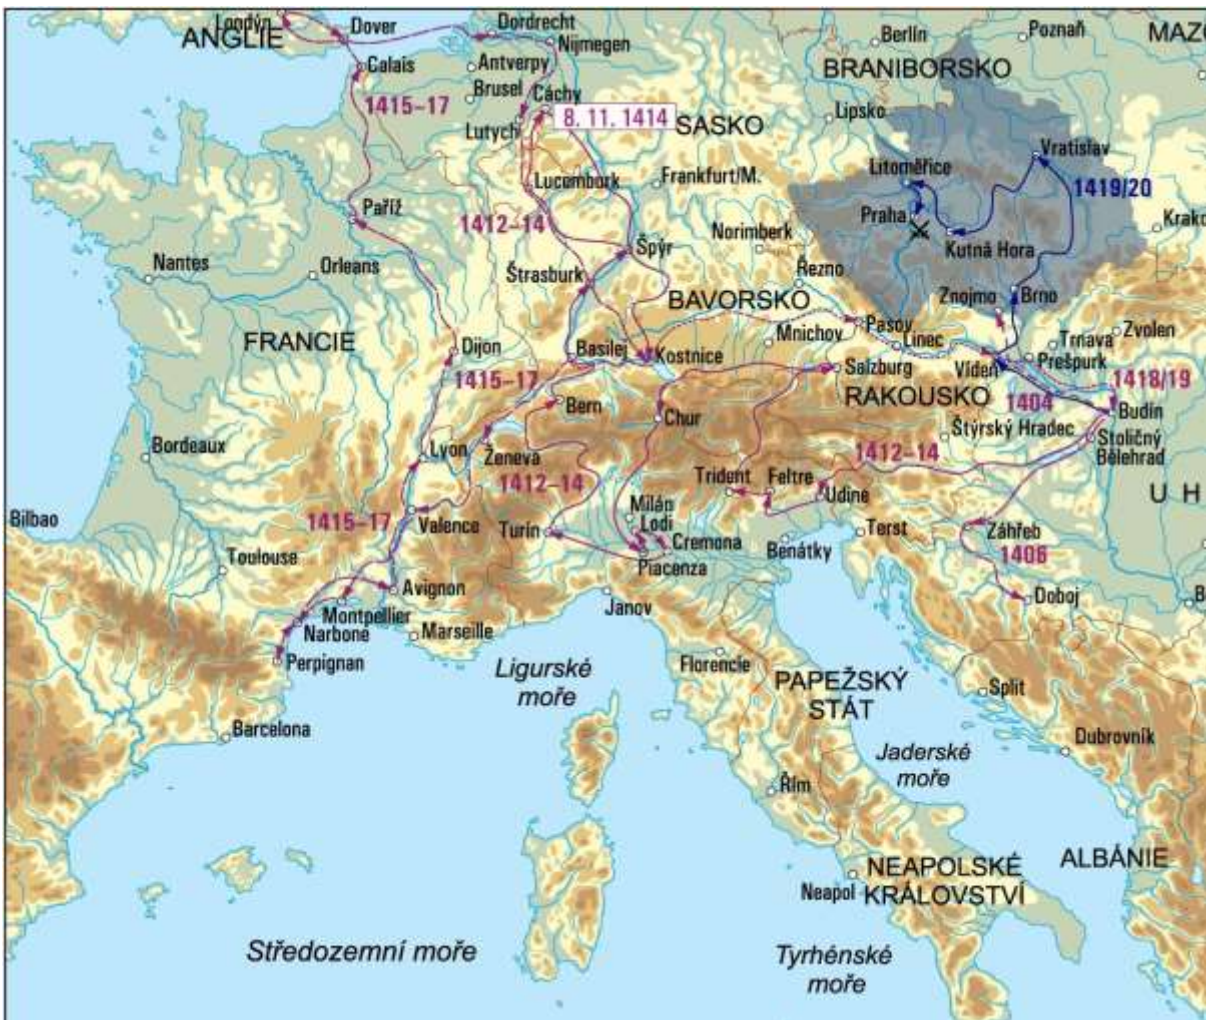 Londýn
Dover
ANGLIE
Dordrecht
Nijmegen
Berlín
Poznaň
Calais
Antverpy
BRANIBORSKO
Brusel
1415–17
Cáchy
8. 11. 1414
Lutych
SASKO
Lipsko
Vratislav
Litoměřice
1419/20
Lucemburk
Frankfurt/M.
Paříž
1412–14
Praha
Norimberk
Kutná Hora
Špýr
Nantes
Orleans
Štrasburk
Řezno
BAVORSKO
Znojmo
Brno
FRANCIE
Mnichov
Pasov
Linec
Trnava
Zvolen
Dijon
Basilej
Kostnice
Salzburg
Vídeň
Prešpurk
1415–17
RAKOUSKO
1418/19
1404
Bern
Chur
Budín
Bordeaux
Lyon
Ženeva
Štýrský Hradec
Stoličný
Bělehrad
1412–14
1412–14
Trident
Feltre
Udine
U H
1415–17
Valence
Milán
Lodi
Turín
Cremona
Bilbao
Terst
Záhřeb
Benátky
1406
Toulouse
Piacenza
Avignon
Janov
Doboj
Montpellier
Narbone
Marseille
Perpignan
Ligurské
moře
Florencie
PAPEŽSKÝ
STÁT
Split
Barcelona
Jaderské
moře
Dubrovník
Řím
ALBÁNIE
NEAPOLSKÉ
KRÁLOVSTVÍ
Neapol
Středozemní moře
Tyrhénské
moře